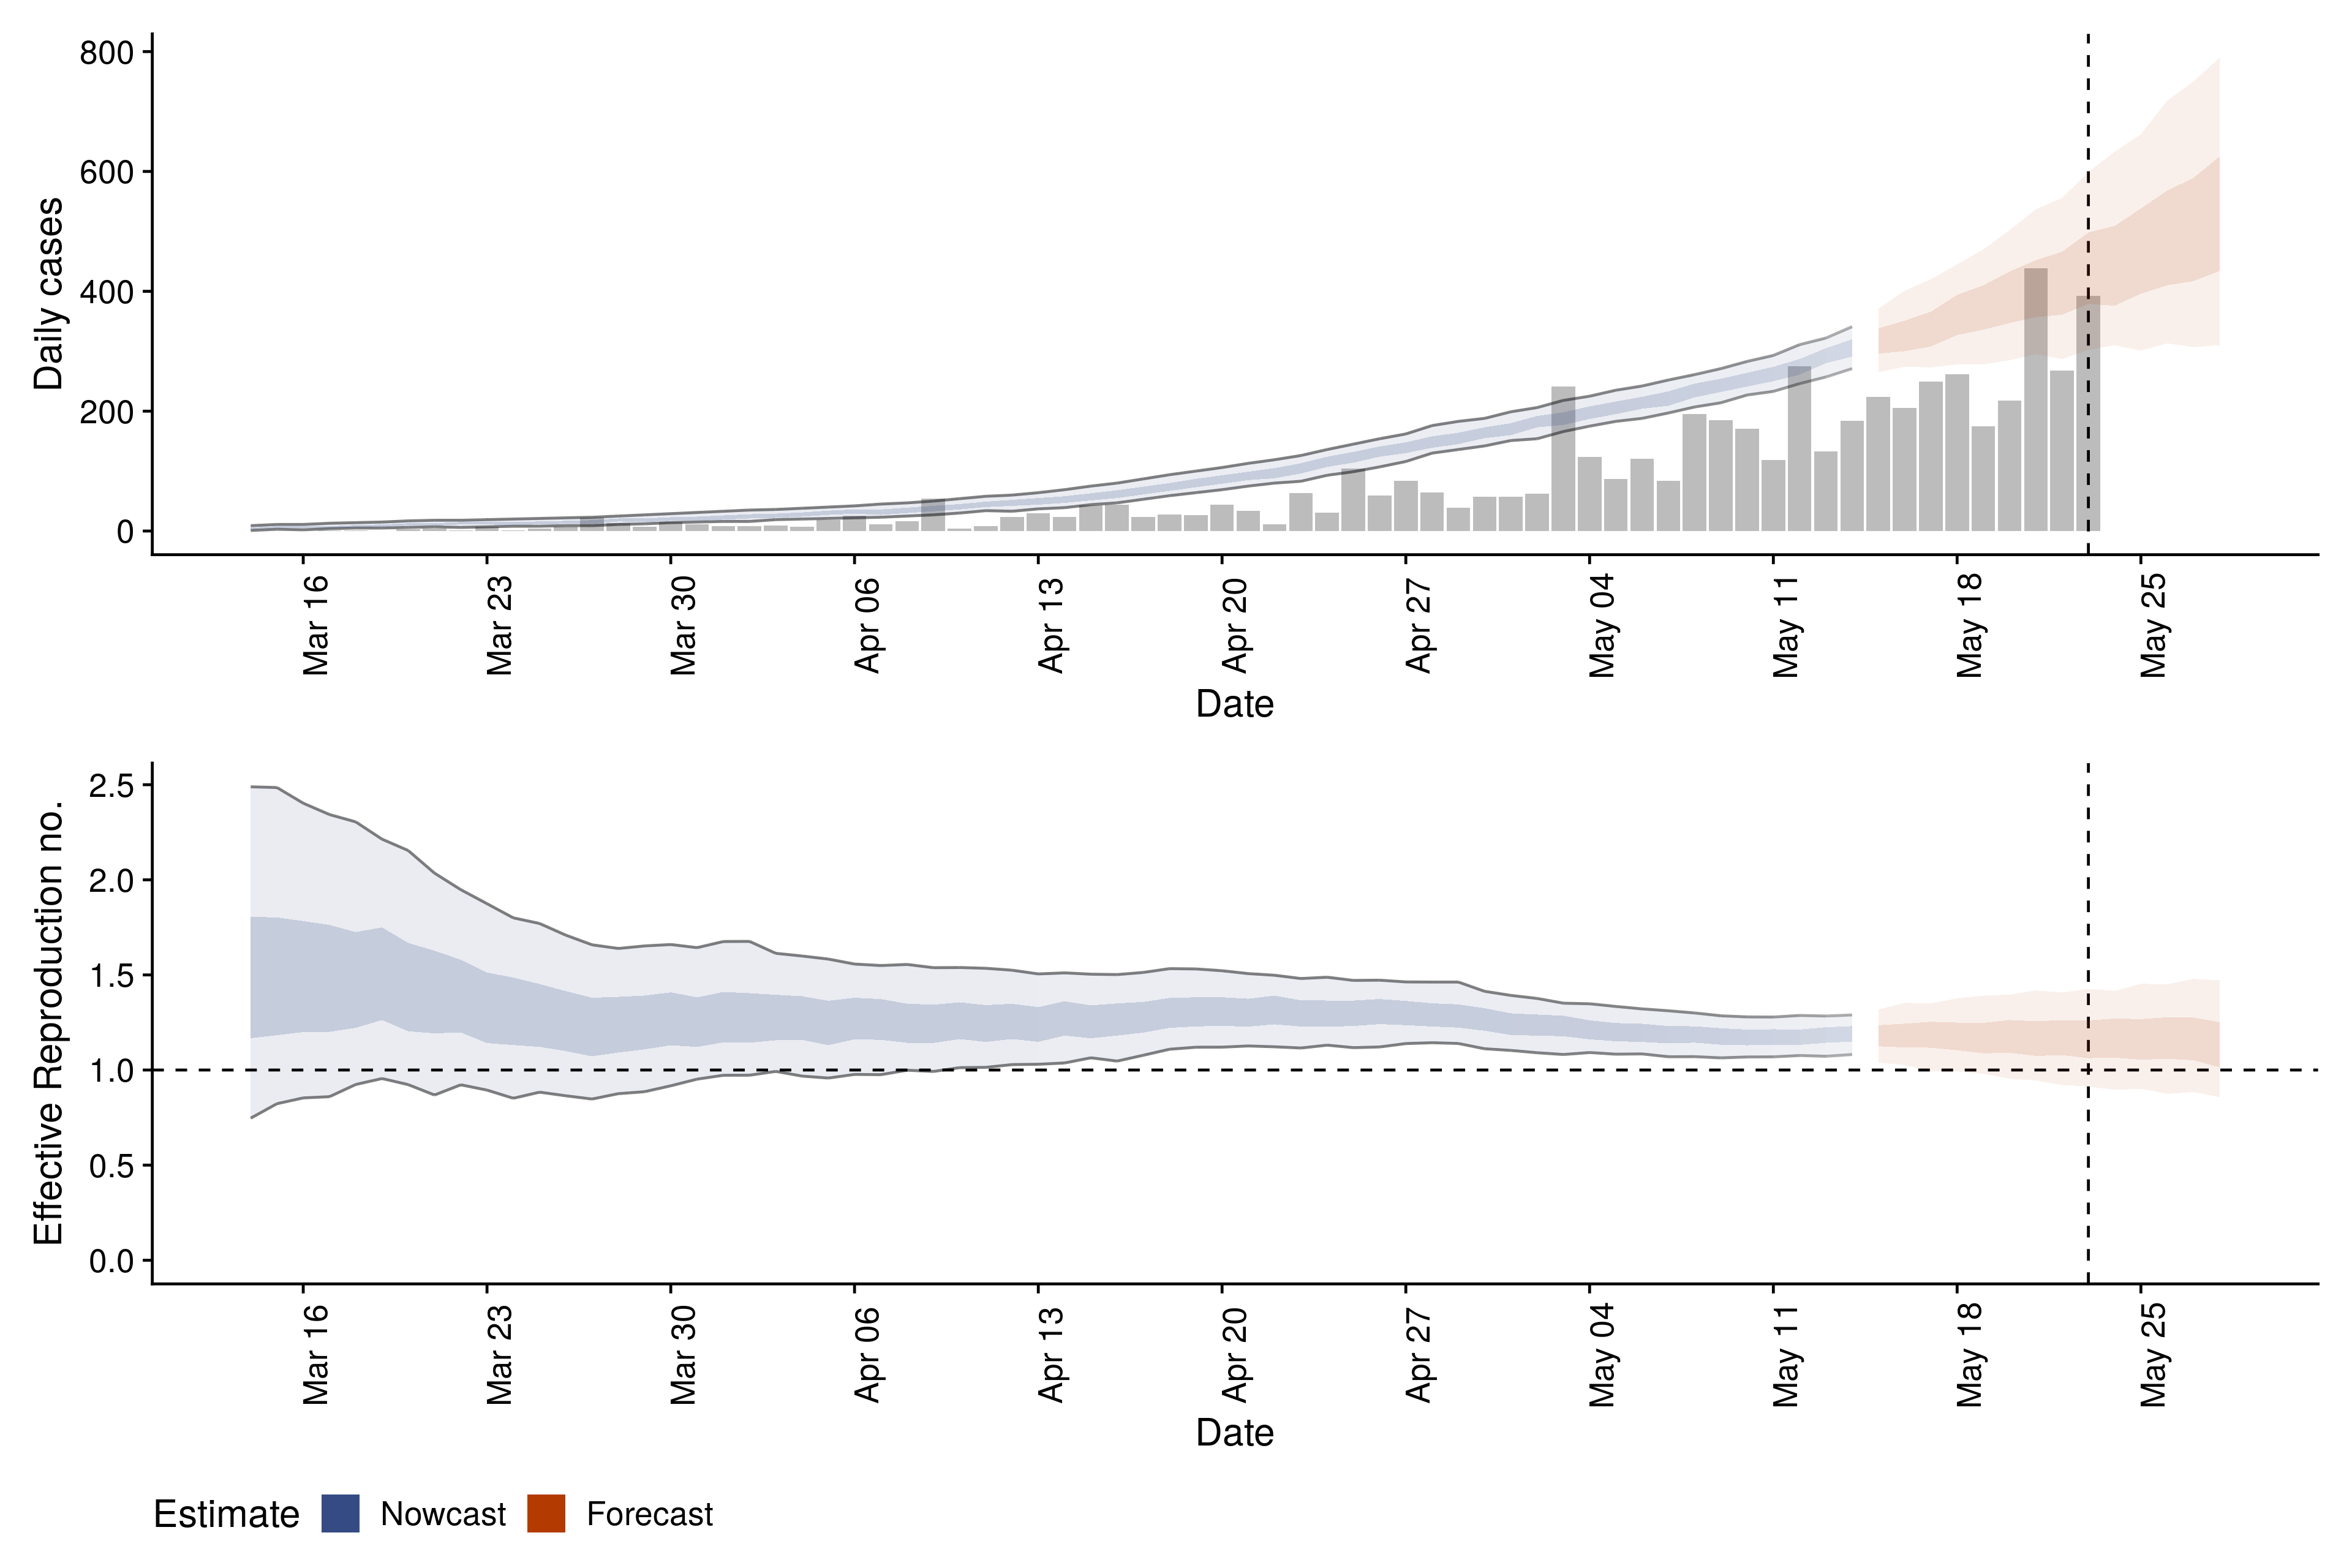 Daily cases
800
600
400
200
0
Mar 16
Mar 23
Mar 30
Apr 06
Apr 13
Apr 20
Apr 27
May 04
May 11
May 18
May 25
Date
Effective Reproduction no.
2.5
2.0
1.5
1.0
0.5
0.0
Mar 16
Mar 23
Mar 30
Apr 06
Apr 13
Apr 20
Apr 27
May 04
May 11
May 18
May 25
Date
Estimate Nowcast Forecast